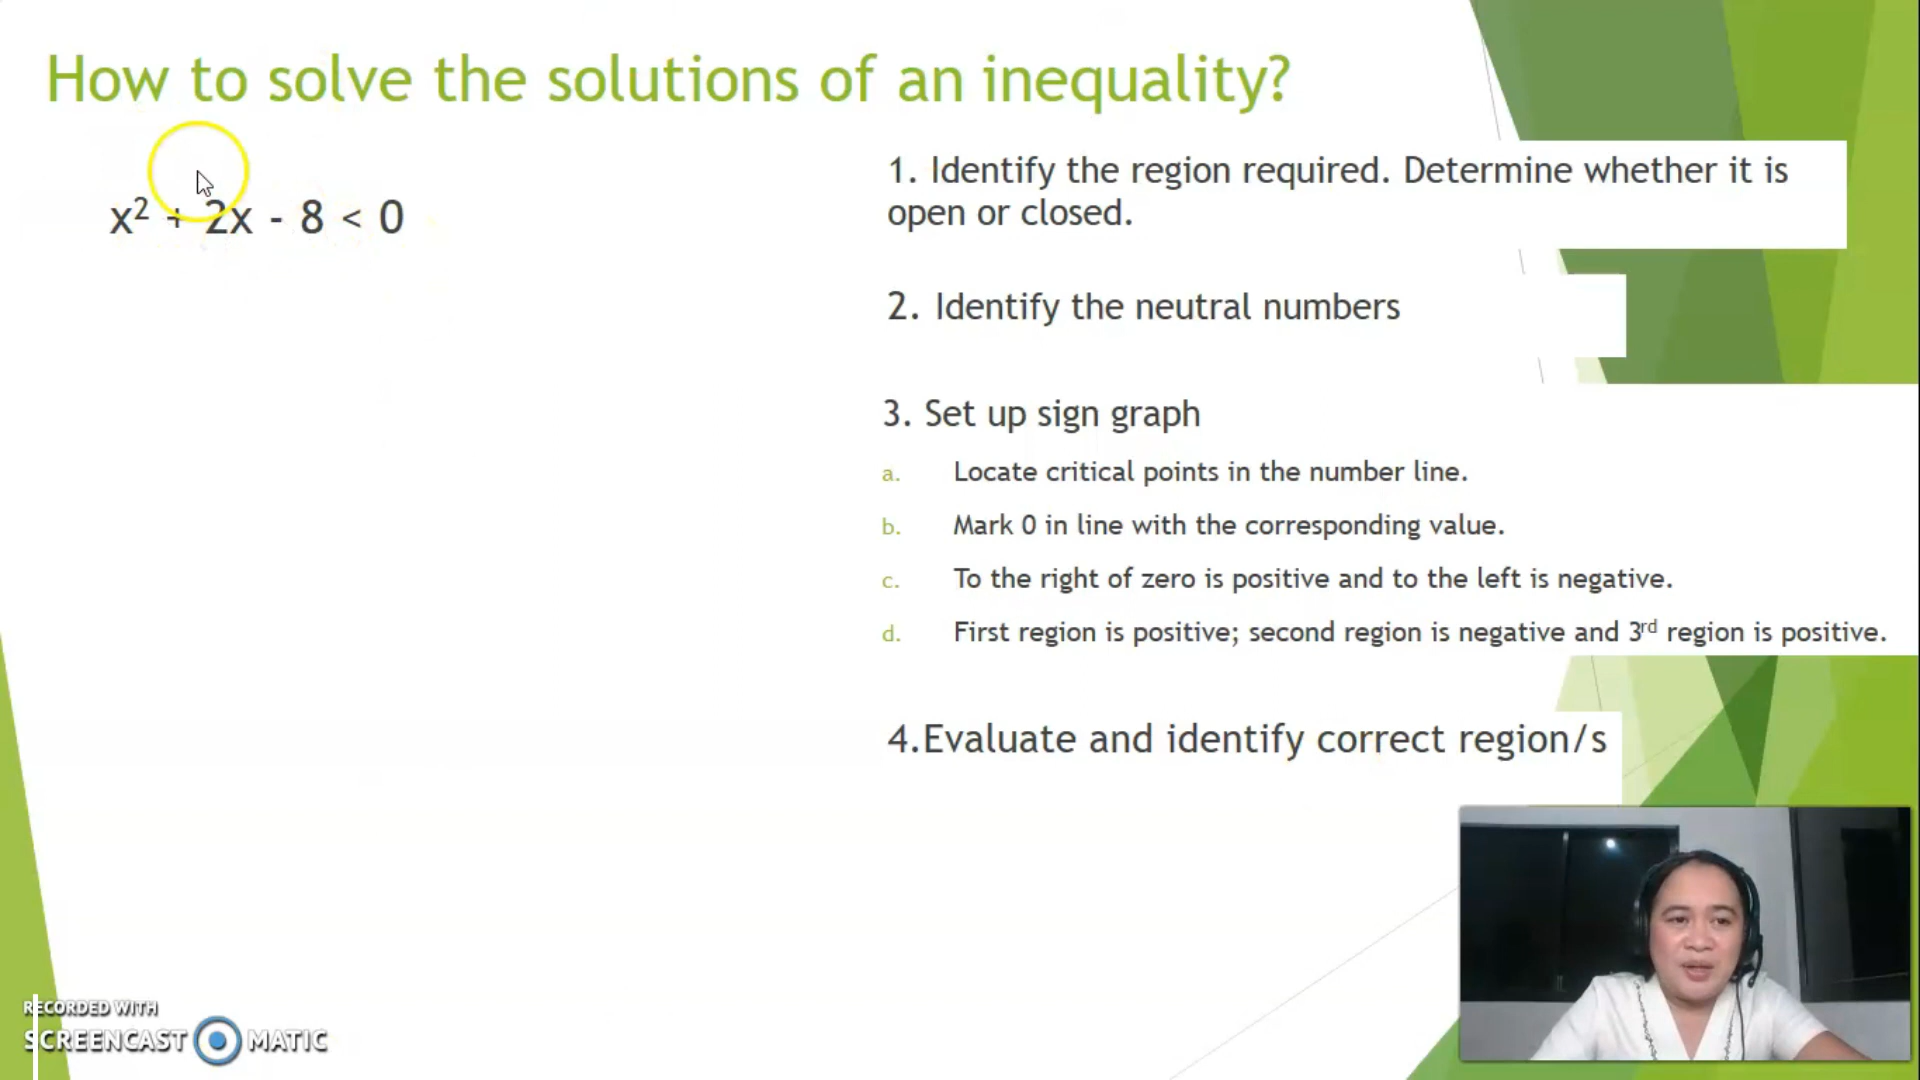 How to solve the solutions of an inequality?
x² + 2x - 8 < 0
1. Identify the region required. Determine whether it is
open or closed.
2. Identify the neutral numbers
3. Set up sign graph
a. Locate critical points in the number line.
b. Mark 0 in line with the corresponding value.
c. To the right of zero is positive and to the left is negative.
d. First region is positive; second region is negative and 3rd region is positive.
4.Evaluate and identify correct region/s
RECORDED WITH
SCREENCAST MATIC